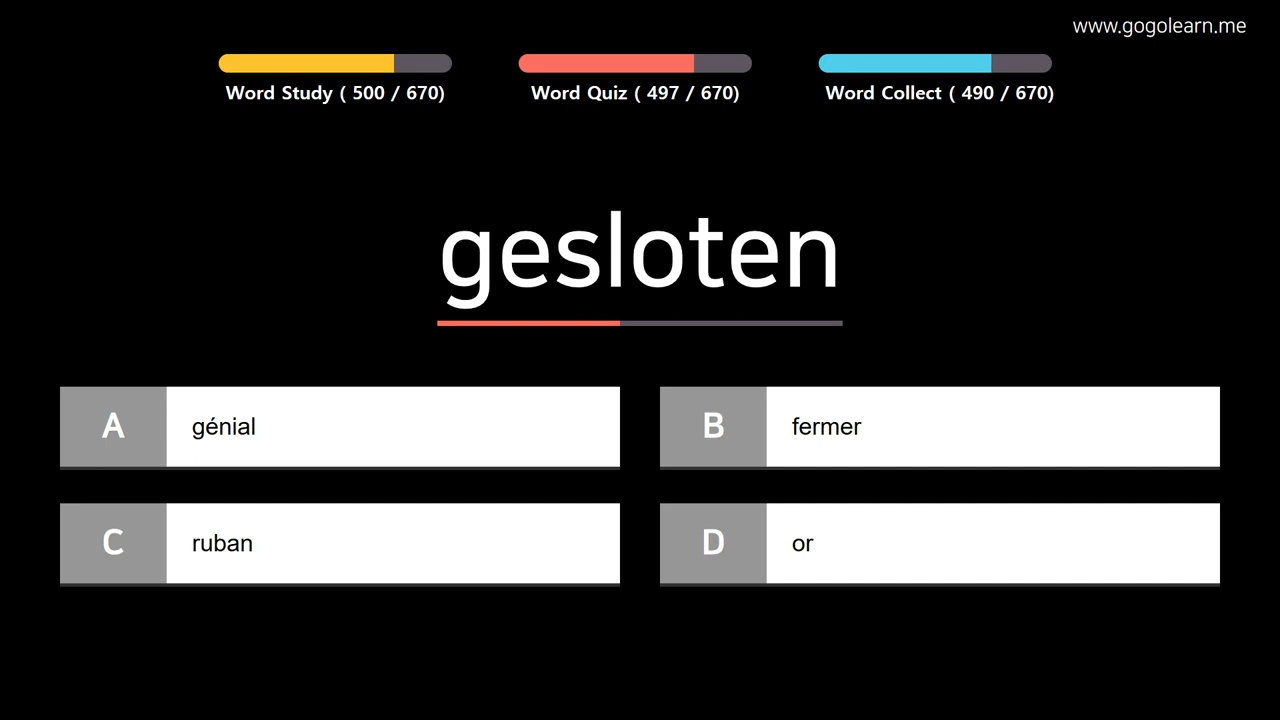 www.gogolearn.me
Word Study ( 500 / 670)
Word Quiz ( 497 / 670)
Word Collect ( 490 / 670)
gesloten
A génial
B fermer
C ruban
D or